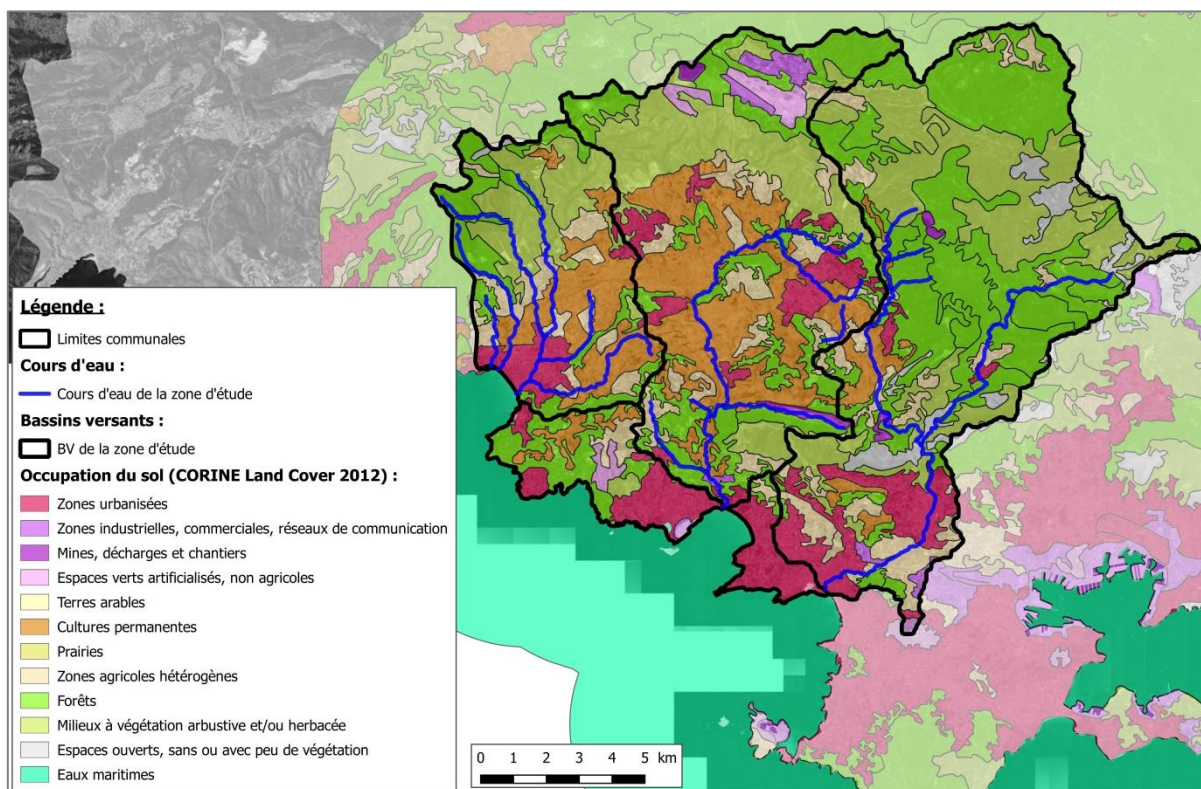 Légende :
Limites communales
Cours d'eau :
Cours d'eau de la zone d'étude
Bassins versants :
BV de la zone d'étude
Occupation du sol (CORINE Land Cover 2012) :
Zones urbanisées
Zones industrielles, commerciales, réseaux de communication
Mines, décharges et chantiers
Espaces verts artificialisés, non agricoles
Terres arables
Cultures permanentes
Prairies
Zones agricoles hétérogènes
Forêts
Milieux à végétation arbustive et/ou herbacée
Espaces ouverts, sans ou avec peu de végétation
Eaux maritimes
0 1 2 3 4 5 km